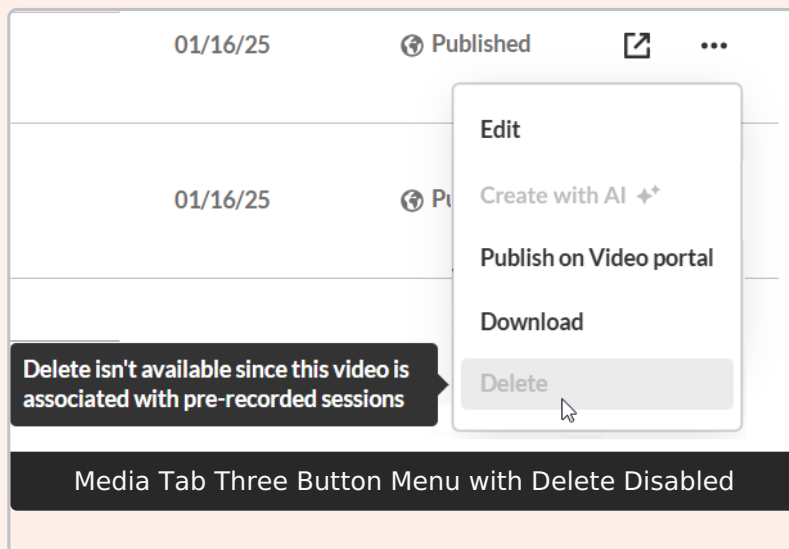 01/16/25 Published
Edit
Create with AI
01/16/25
Publish on Video portal
Download
Delete isn't available since this video is
associated with pre-recorded sessions
Delete
Media Tab Three Button Menu with Delete Disabled